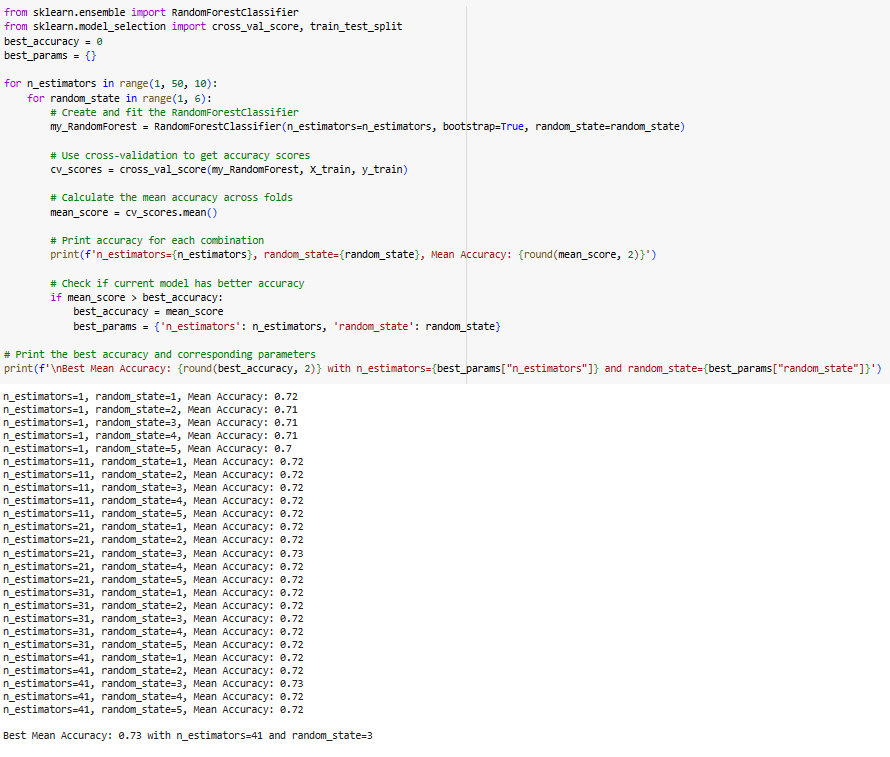 from sklearn.ensemble import RandomForestClassifier
from sklearn.model_selection import cross_val_score, train_test_split
best_accuracy = 0
best_params = {}
for n_estimators in range(1, 50, 10):
for random_state in range(1, 6):
# Create and fit the RandomForestClassifier
my_RandomForest = RandomForestClassifier(n_estimators=n_estimators, bootstrap=True, random_state=random_state)
# Use cross-validation to get accuracy scores
cv_scores = cross_val_score(my_RandomForest, X_train, y_train)
# Calculate the mean accuracy across folds
mean_score = cv_scores.mean()
# Print accuracy for each combination
print(f'n_estimators={n_estimators}, random_state={random_state}, Mean Accuracy: {round(mean_score, 2)}')
# Check if current model has better accuracy
if mean_score > best_accuracy:
best_accuracy = mean_score
best_params = {'n_estimators': n_estimators, 'random_state': random_state}
# Print the best accuracy and corresponding parameters
print(f'\nBest Mean Accuracy: {round(best_accuracy, 2)} with n_estimators={best_params["n_estimators"]} and random_state={best_params["random_state"]}')
n_estimators=1, random_state=1, Mean Accuracy: 0.72
n_estimators=1, random_state=2, Mean Accuracy: 0.71
n_estimators=1, random_state=3, Mean Accuracy: 0.71
n_estimators=1, random_state=4, Mean Accuracy: 0.71
n_estimators=1, random_state=5, Mean Accuracy: 0.7
n_estimators=11, random_state=1, Mean Accuracy: 0.72
n_estimators=11, random_state=2, Mean Accuracy: 0.72
n_estimators=11, random_state=3, Mean Accuracy: 0.72
n_estimators=11, random_state=4, Mean Accuracy: 0.72
n_estimators=11, random_state=5, Mean Accuracy: 0.72
n_estimators=21, random_state=1, Mean Accuracy: 0.72
n_estimators=21, random_state=2, Mean Accuracy: 0.72
n_estimators=21, random_state=3, Mean Accuracy: 0.73
n_estimators=21, random_state=4, Mean Accuracy: 0.72
n_estimators=21, random_state=5, Mean Accuracy: 0.72
n_estimators=31, random_state=1, Mean Accuracy: 0.72
n_estimators=31, random_state=2, Mean Accuracy: 0.72
n_estimators=31, random_state=3, Mean Accuracy: 0.72
n_estimators=31, random_state=4, Mean Accuracy: 0.72
n_estimators=31, random_state=5, Mean Accuracy: 0.72
n_estimators=41, random_state=1, Mean Accuracy: 0.72
n_estimators=41, random_state=2, Mean Accuracy: 0.72
n_estimators=41, random_state=3, Mean Accuracy: 0.73
n_estimators=41, random_state=4, Mean Accuracy: 0.72
n_estimators=41, random_state=5, Mean Accuracy: 0.72
Best Mean Accuracy: 0.73 with n_estimators=41 and random_state=3